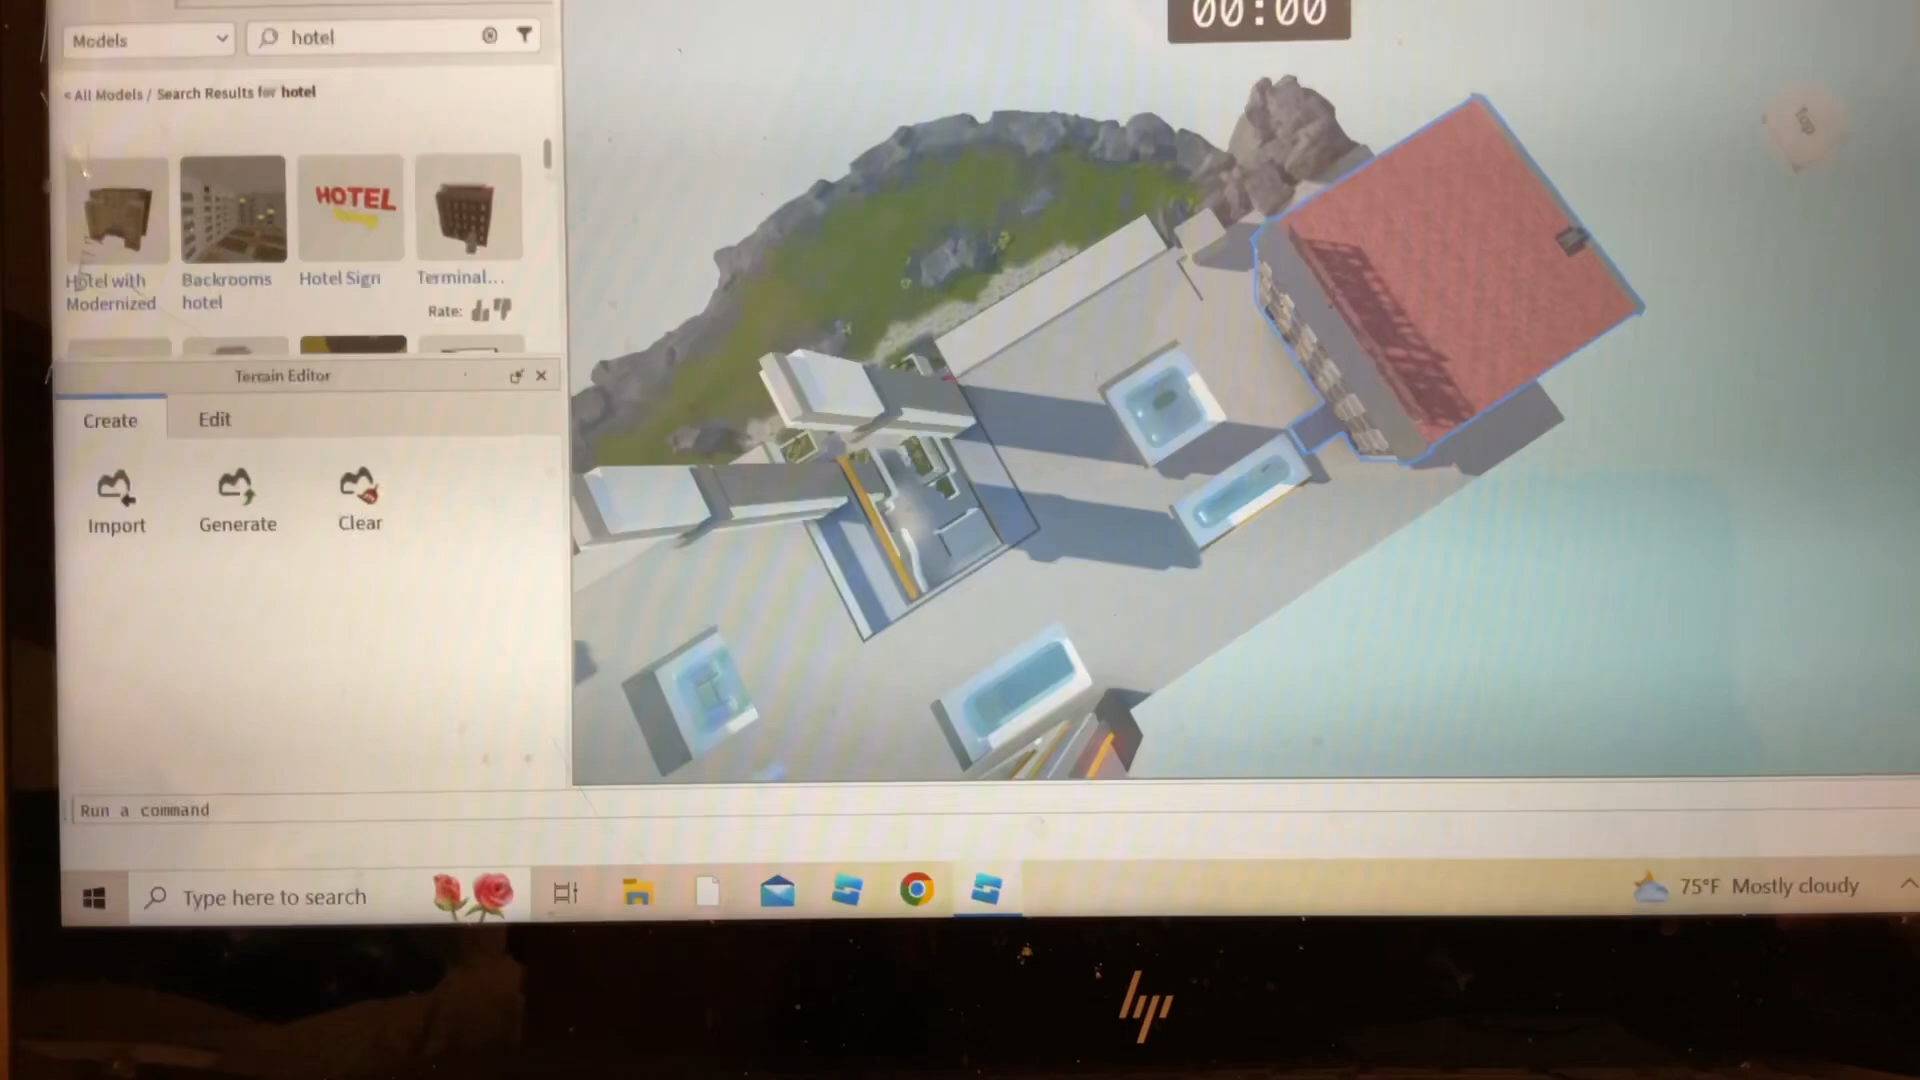 00:00
Models
hotel
< All Models / Search Results for hotel
HOTEL
Hotel with
Modernized
Backrooms
hotel
Hotel Sign
Terminal...
Rate:
Terrain Editor
Create
Edit
Import
Generate
Clear
Run a command
Type here to search
75°F Mostly cloudy
hp